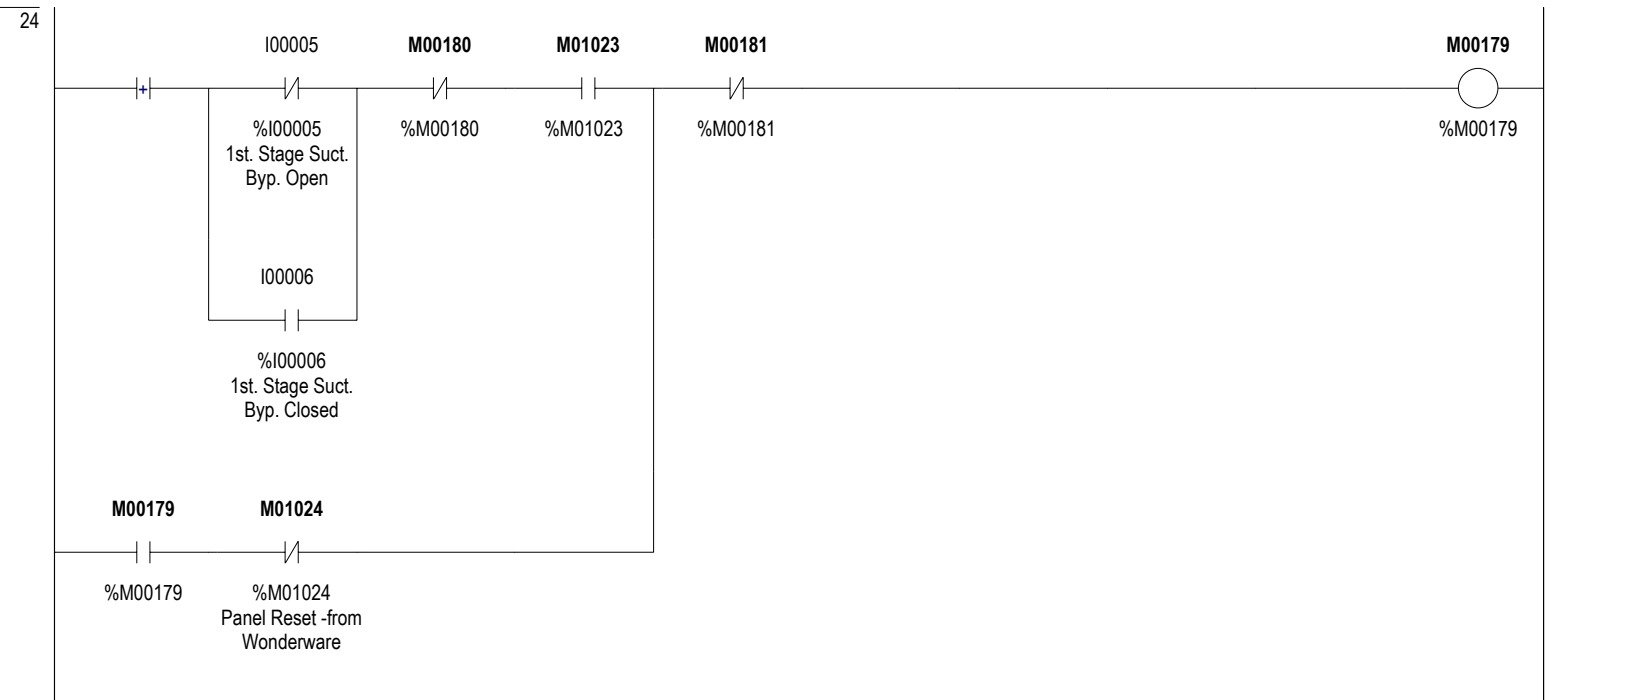 24
I00005 M00180 M01023 M00181 M00179
+
%I00005 %M00180 %M01023 %M00181 %M00179
1st. Stage Suct.
Byp. Open
I00006
%I00006
1st. Stage Suct.
Byp. Closed
M00179 M01024
%M00179 %M01024
Panel Reset -from
Wonderware